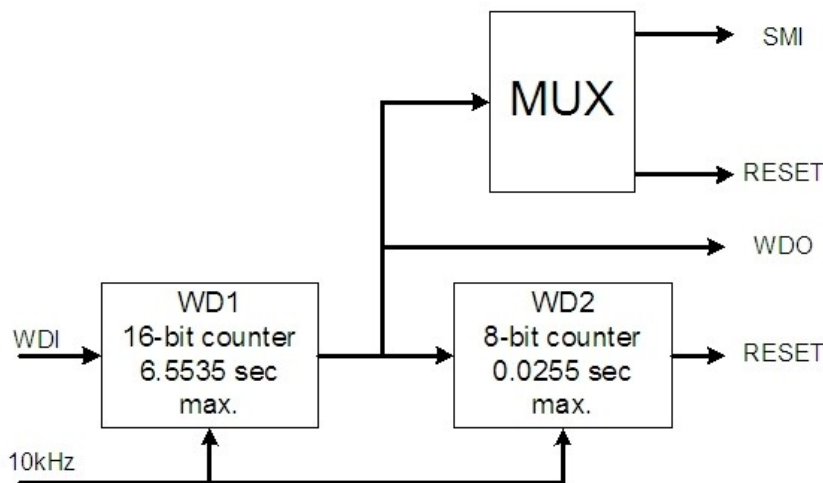 SMI
MUX
RESET
WDO
WD1
16-bit counter
6.5535 sec
max.
WD2
8-bit counter
0.0255 sec
max.
WDI
RESET
10kHz